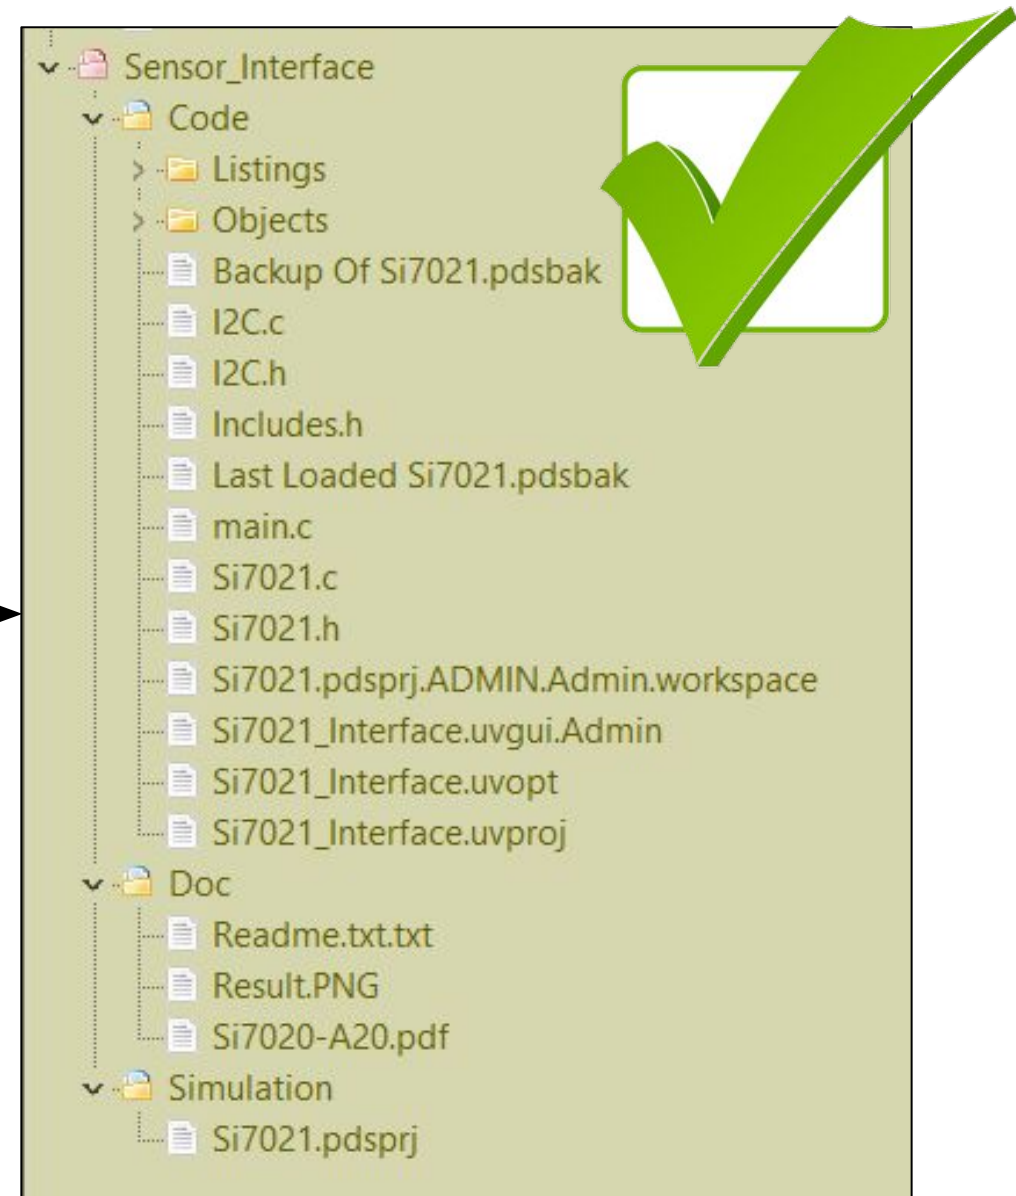 Sensor_Interface
Code
Listings
Objects
Backup Of Si7021.pdsbak
I2C.c
I2C.h
Includes.h
Last Loaded Si7021.pdsbak
main.c
Si7021.c
Si7021.h
Si7021.pdsprj.ADMIN.Admin.workspace
Si7021_Interface.uvgui.Admin
Si7021_Interface.uvopt
Si7021_Interface.uvproj
Doc
Readme.txt.txt
Result.PNG
Si7020-A20.pdf
Simulation
Si7021.pdsprj